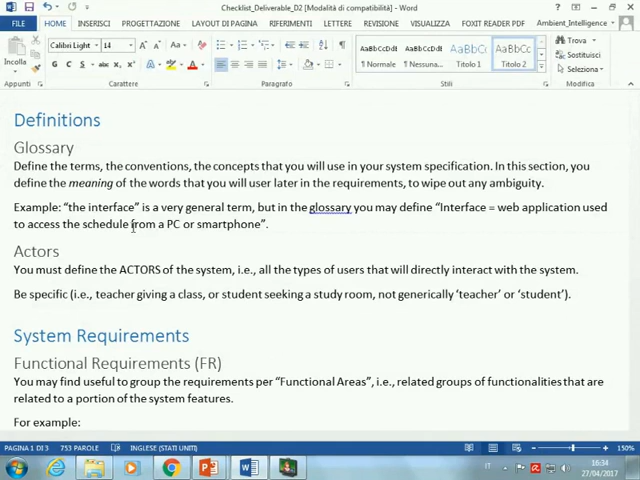 Checklist_Deliverable_D2 [Modalità di compatibilità] - Word
FILE HOME INSERISCI PROGETTAZIONE LAYOUT DI PAGINA RIFERIMENTI LETTERE REVISIONE VISUALIZZA FOXIT READER PDF Ambient_Intelligence
Incolla
Calibri Light 14
AaBbCcDdI AaBbCcDdI AaBbCc AaBbCc
¶ Normale ¶ Nessuna... Titolo 1 Titolo 2
Trova
Sostituisci
Seleziona
Appunti Carattere Paragrafo Stili Modifica
Definitions
Glossary
Define the terms, the conventions, the concepts that you will use in your system specification. In this section, you
define the meaning of the words that you will user later in the requirements, to wipe out any ambiguity.
Example: “the interface” is a very general term, but in the glossary you may define “Interface = web application used
to access the schedule from a PC or smartphone”.
Actors
You must define the ACTORS of the system, i.e., all the types of users that will directly interact with the system.
Be specific (i.e., teacher giving a class, or student seeking a study room, not generically ‘teacher’ or ‘student’).
System Requirements
Functional Requirements (FR)
You may find useful to group the requirements per “Functional Areas”, i.e., related groups of functionalities that are
related to a portion of the system features.
For example:
PAGINA 1 DI 3 753 PAROLE INGLESE (STATI UNITI) 150%
IT 16:34
27/04/2017